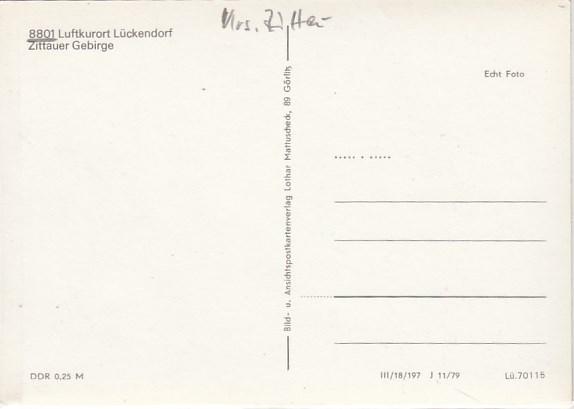 Krs. Zittau
8801 Luftkurort Lückendorf
Zittauer Gebirge
Echt Foto
Bild- u. Ansichtspostkartenverlag Lothar Mattuscheck, 89 Görlitz
DDR 0,25 M
III/18/197 J 11/79
Lü.70115